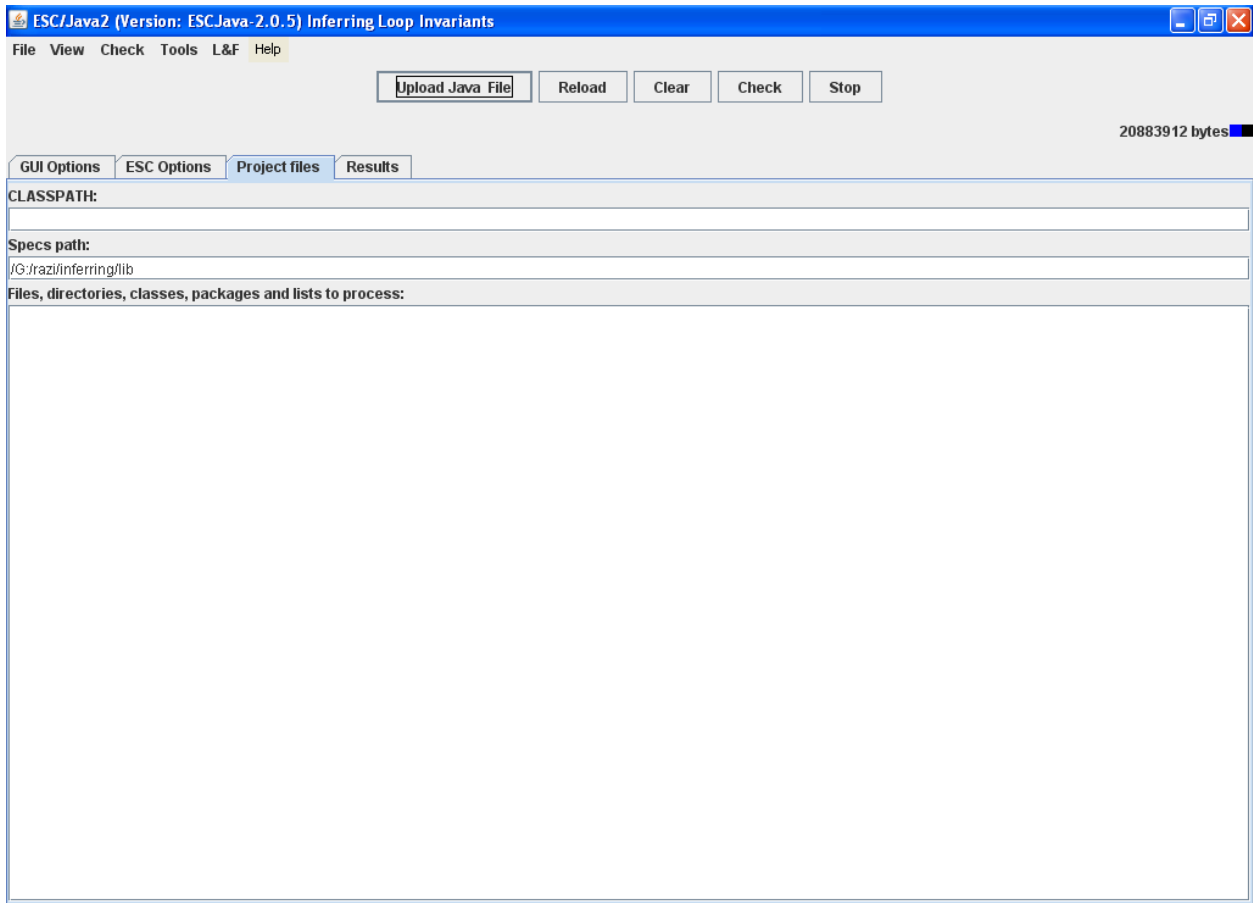 ESC/Java2 (Version: ESCJava-2.0.5) Inferring Loop Invariants
File View Check Tools L&F Help
Upload Java File Reload Clear Check Stop
20883912 bytes
GUI Options ESC Options Project files Results
CLASSPATH:
Specs path:
/G:/razi/inferring/lib
Files, directories, classes, packages and lists to process: